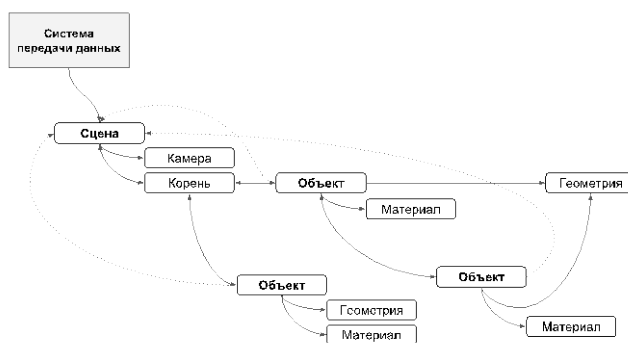 Система
передачи данных
Сцена
Камера
Корень
Объект
Геометрия
Материал
Объект
Объект
Геометрия
Материал
Материал